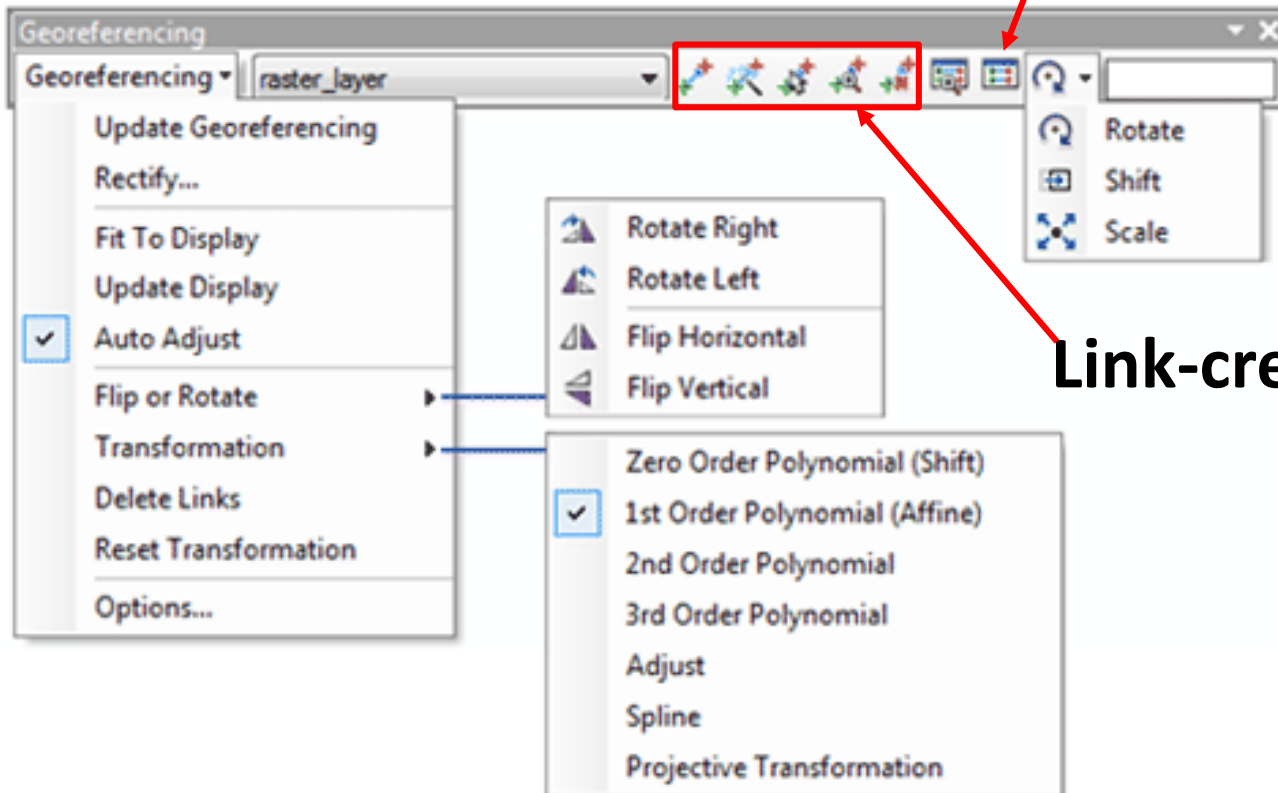 Georeferencing
Georeferencing raster_layer
Update Georeferencing
Rectify...
Fit To Display
Update Display
Auto Adjust
Flip or Rotate
Transformation
Delete Links
Reset Transformation
Options...
Rotate Right
Rotate Left
Flip Horizontal
Flip Vertical
Zero Order Polynomial (Shift)
1st Order Polynomial (Affine)
2nd Order Polynomial
3rd Order Polynomial
Adjust
Spline
Projective Transformation
Rotate
Shift
Scale
Link-cre